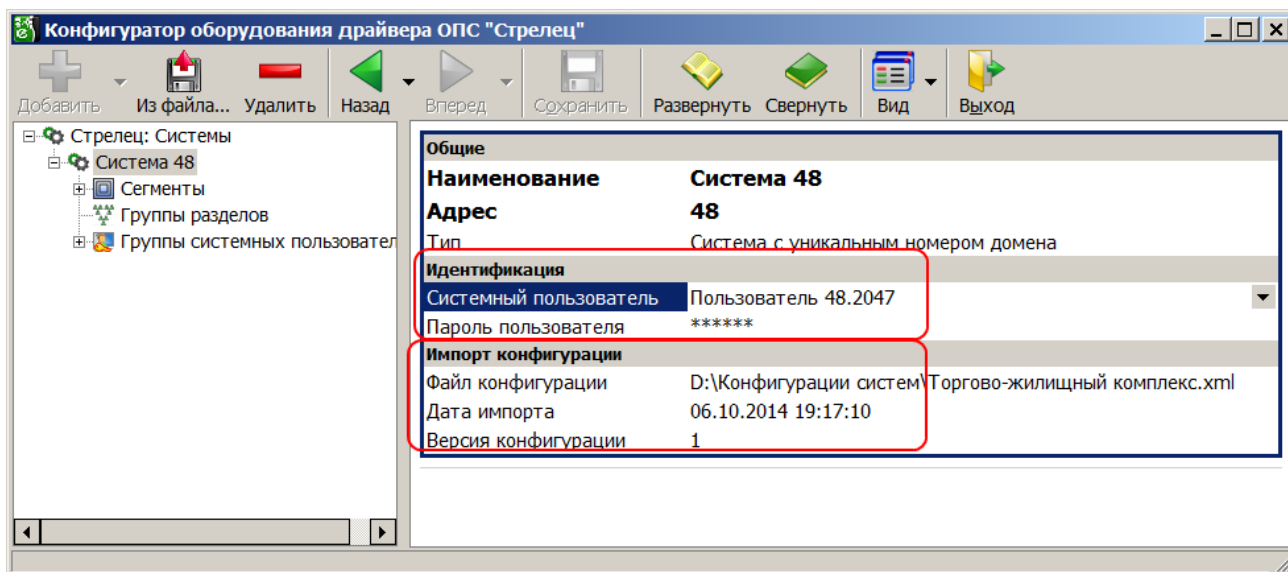 Конфигуратор оборудования драйвера ОПС "Стрелец"
Добавить Из файла... Удалить Назад Вперед Сохранить Развернуть Свернуть Вид Выход
Стрелец: Системы
Система 48
Сегменты
Группы разделов
Группы системных пользовател
Общие
Наименование Система 48
Адрес 48
Тип Система с уникальным номером домена
Идентификация
Системный пользователь Пользователь 48.2047
Пароль пользователя ******
Импорт конфигурации
Файл конфигурации D:\Конфигурации систем\Торгово-жилищный комплекс.xml
Дата импорта 06.10.2014 19:17:10
Версия конфигурации 1